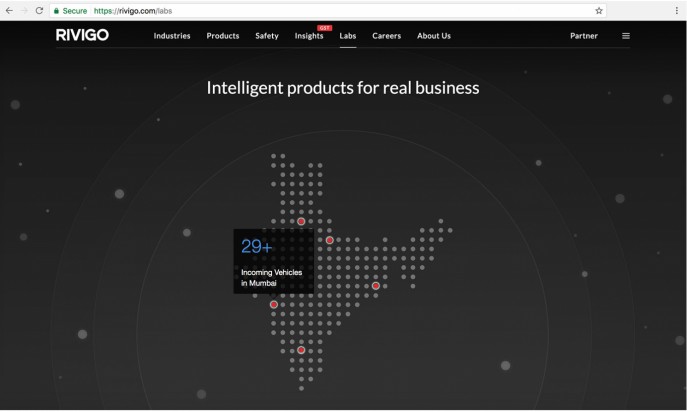 Secure https://rivigo.com/labs
RIVIGO Industries Products Safety Insights GST Labs Careers About Us Partner
Intelligent products for real business
29+
Incoming Vehicles
in Mumbai